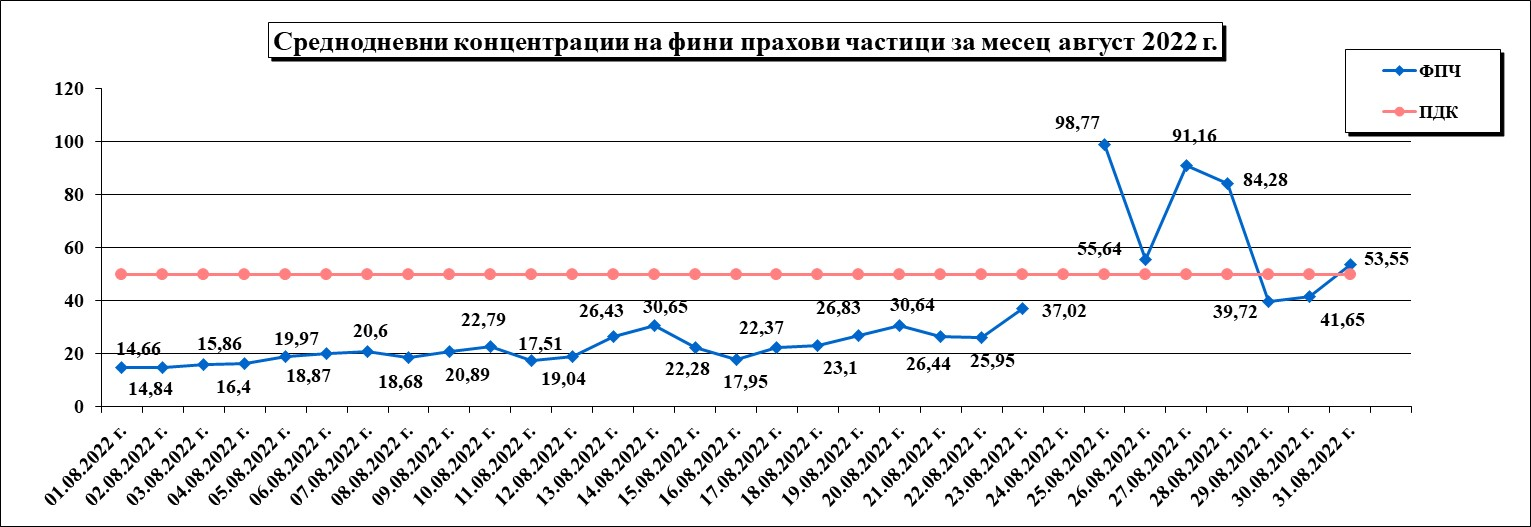 Среднодневни концентрации на фини прахови частици за месец август 2022 г.
ФПЧ
ПДК
120
100
80
60
40
20
0
14,66
14,84
15,86
16,4
18,87
19,97
20,6
18,68
20,89
22,79
17,51
19,04
26,43
30,65
22,28
17,95
22,37
23,1
26,83
30,64
26,44
25,95
37,02
98,77
55,64
91,16
84,28
39,72
41,65
53,55
01.08.2022 г.
02.08.2022 г.
03.08.2022 г.
04.08.2022 г.
05.08.2022 г.
06.08.2022 г.
07.08.2022 г.
08.08.2022 г.
09.08.2022 г.
10.08.2022 г.
11.08.2022 г.
12.08.2022 г.
13.08.2022 г.
14.08.2022 г.
15.08.2022 г.
16.08.2022 г.
17.08.2022 г.
18.08.2022 г.
19.08.2022 г.
20.08.2022 г.
21.08.2022 г.
22.08.2022 г.
23.08.2022 г.
24.08.2022 г.
25.08.2022 г.
26.08.2022 г.
27.08.2022 г.
28.08.2022 г.
29.08.2022 г.
30.08.2022 г.
31.08.2022 г.